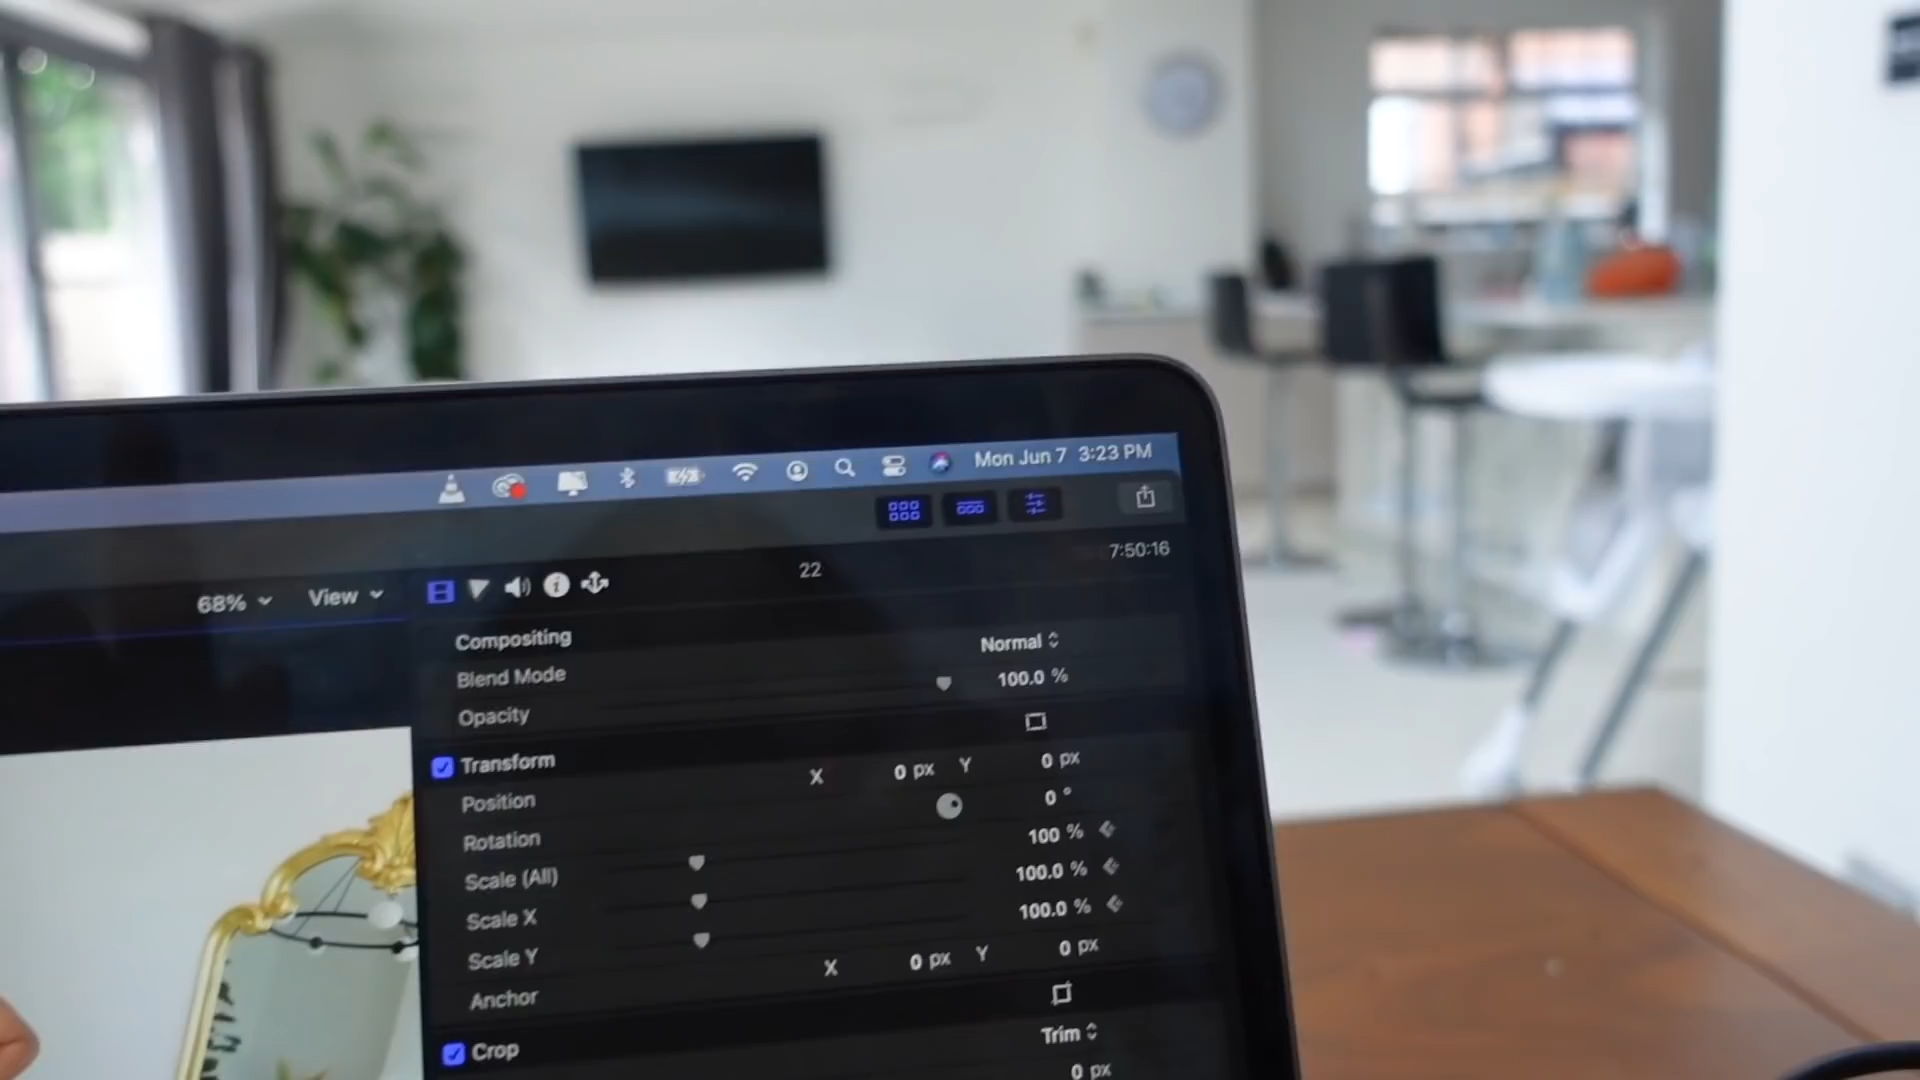 Mon Jun 7 3:23 PM
7:50:16
22
68% View
Compositing
Blend Mode Normal
Opacity 100.0 %
Transform
Position X 0 px Y 0 px
Rotation 0 °
Scale (All) 100 %
Scale X 100.0 %
Scale Y 100.0 %
Anchor X 0 px Y 0 px
Crop
Trim
0 px